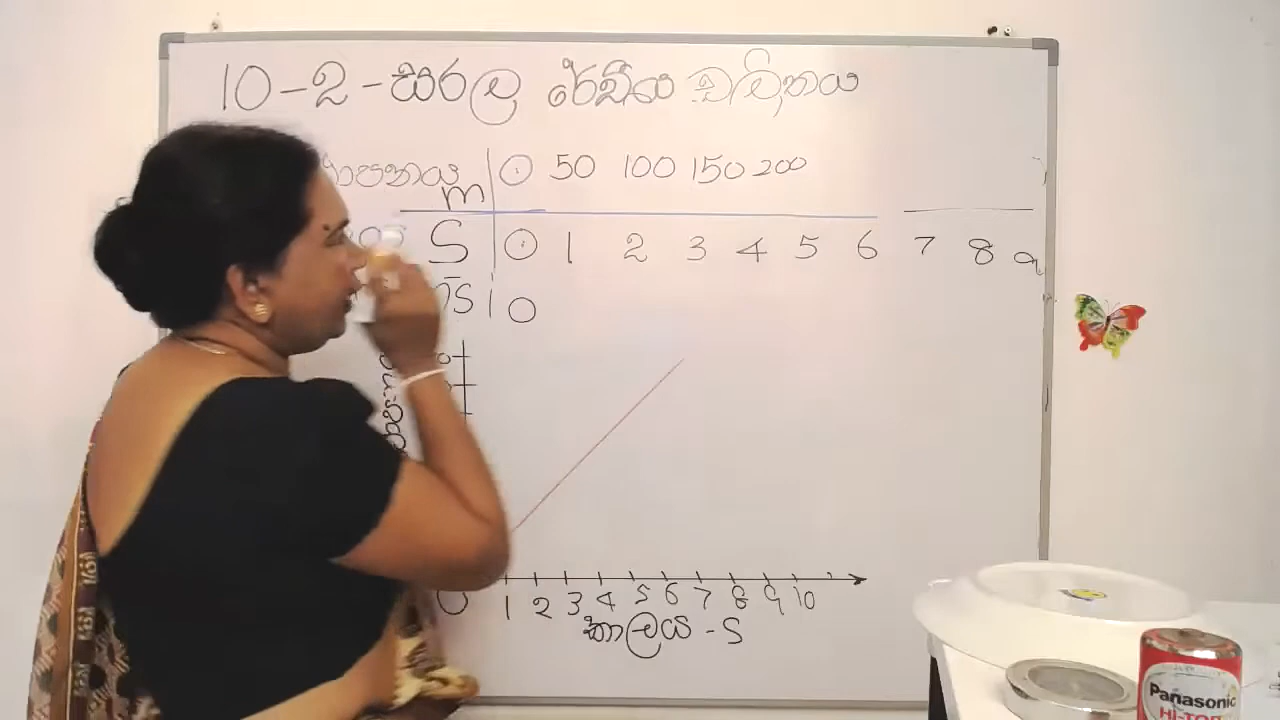 10-2-සරල රේඛීය චලිතය
m 0 50 100 150 200
S 0 1 2 3 4 5 6 7 8 9
0
0 1 2 3 4 5 6 7 8 9 10
කාලය - S
Panasonic